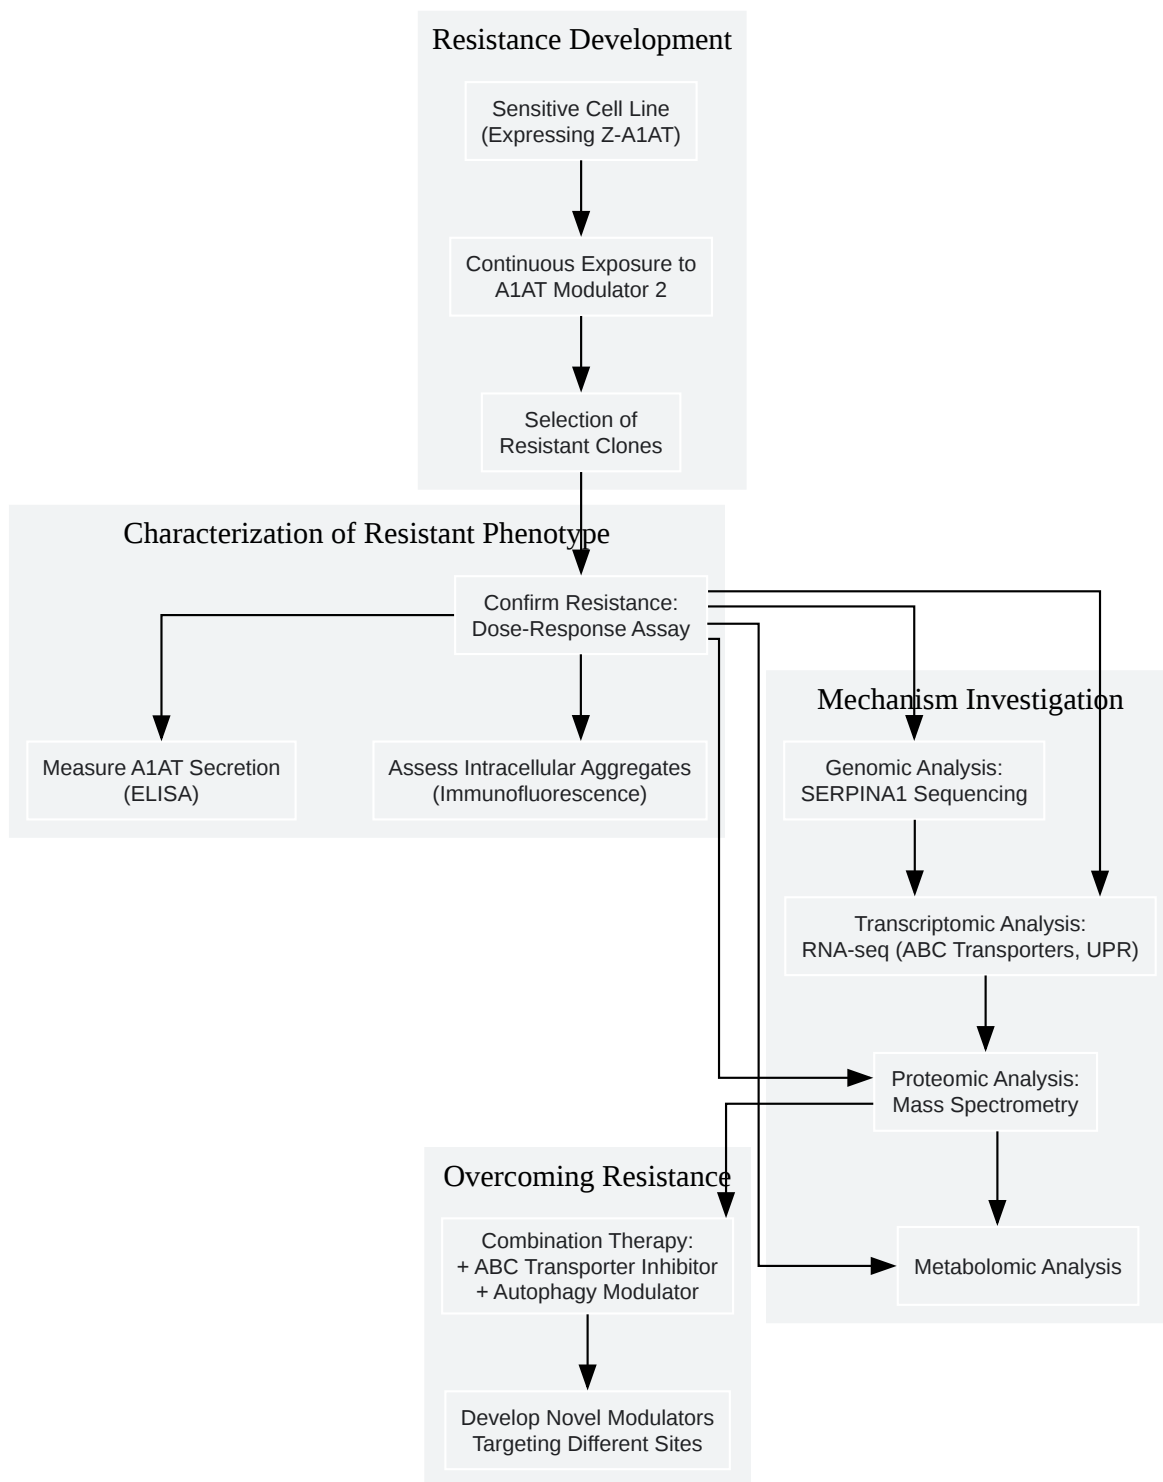 Resistance Development
Sensitive Cell Line
(Expressing Z-A1AT)
Continuous Exposure to
A1AT Modulator 2
Selection of
Resistant Clones
Characterization of Resistant Phenotype
Confirm Resistance:
Dose-Response Assay
Measure A1AT Secretion
(ELISA)
Assess Intracellular Aggregates
(Immunofluorescence)
Mechanism Investigation
Genomic Analysis:
SERPINA1 Sequencing
Transcriptomic Analysis:
RNA-seq (ABC Transporters, UPR)
Proteomic Analysis:
Mass Spectrometry
Metabolomic Analysis
Overcoming Resistance
Combination Therapy:
+ ABC Transporter Inhibitor
+ Autophagy Modulator
Develop Novel Modulators
Targeting Different Sites